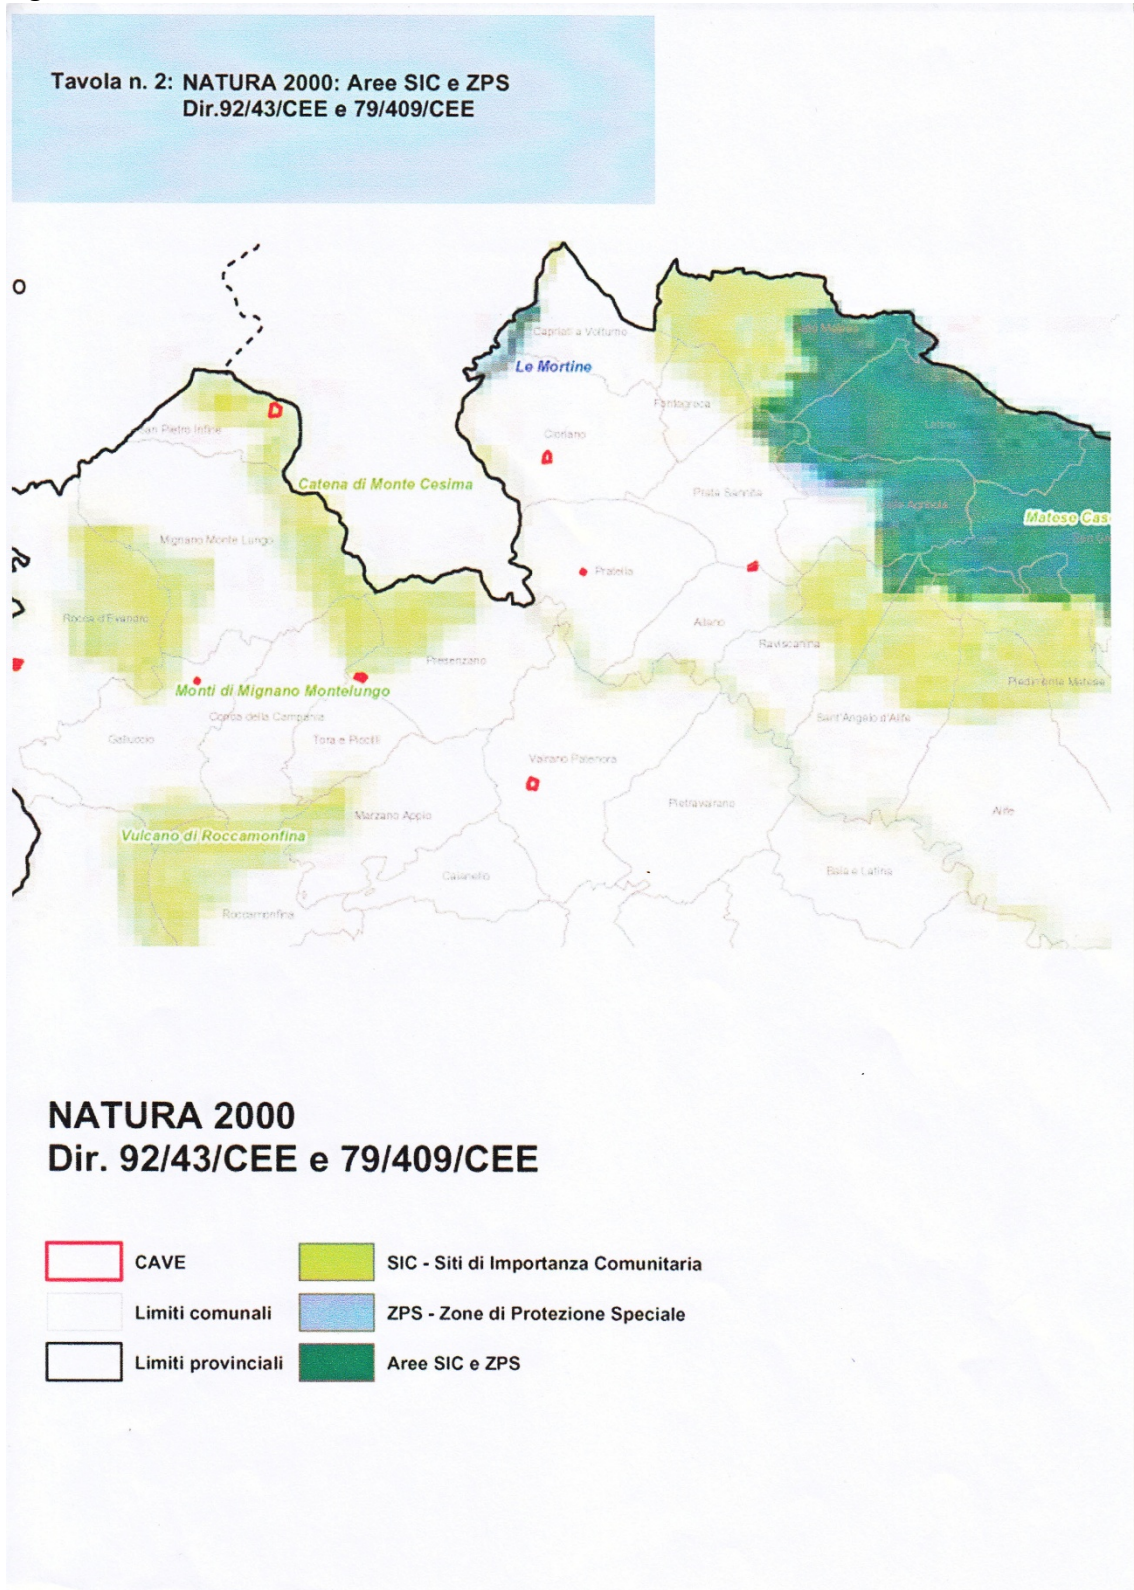 Tavola n. 2: NATURA 2000: Aree SIC e ZPS
Dir.92/43/CEE e 79/409/CEE
O
Capriati a Volturno
Le Mortine
Fontegreca
Letino
Ciorlano
San Pietro Infine
Catena di Monte Cesima
Prata Sannita
Matese Cas
Mignano Monte Lungo
Pratella
Rocca d'Evandro
Ailano
Raviscanina
Presenzano
Piedimonte Matese
Monti di Mignano Montelungo
Conca della Campania
Sant'Angelo d'Alife
Galluccio
Tora e Piccilli
Vairano Patenora
Pietravairano
Alife
Marzano Appio
Vulcano di Roccamonfina
Caianello
Baia e Latina
Roccamonfina
NATURA 2000
Dir. 92/43/CEE e 79/409/CEE
CAVE
SIC - Siti di Importanza Comunitaria
Limiti comunali
ZPS - Zone di Protezione Speciale
Limiti provinciali
Aree SIC e ZPS